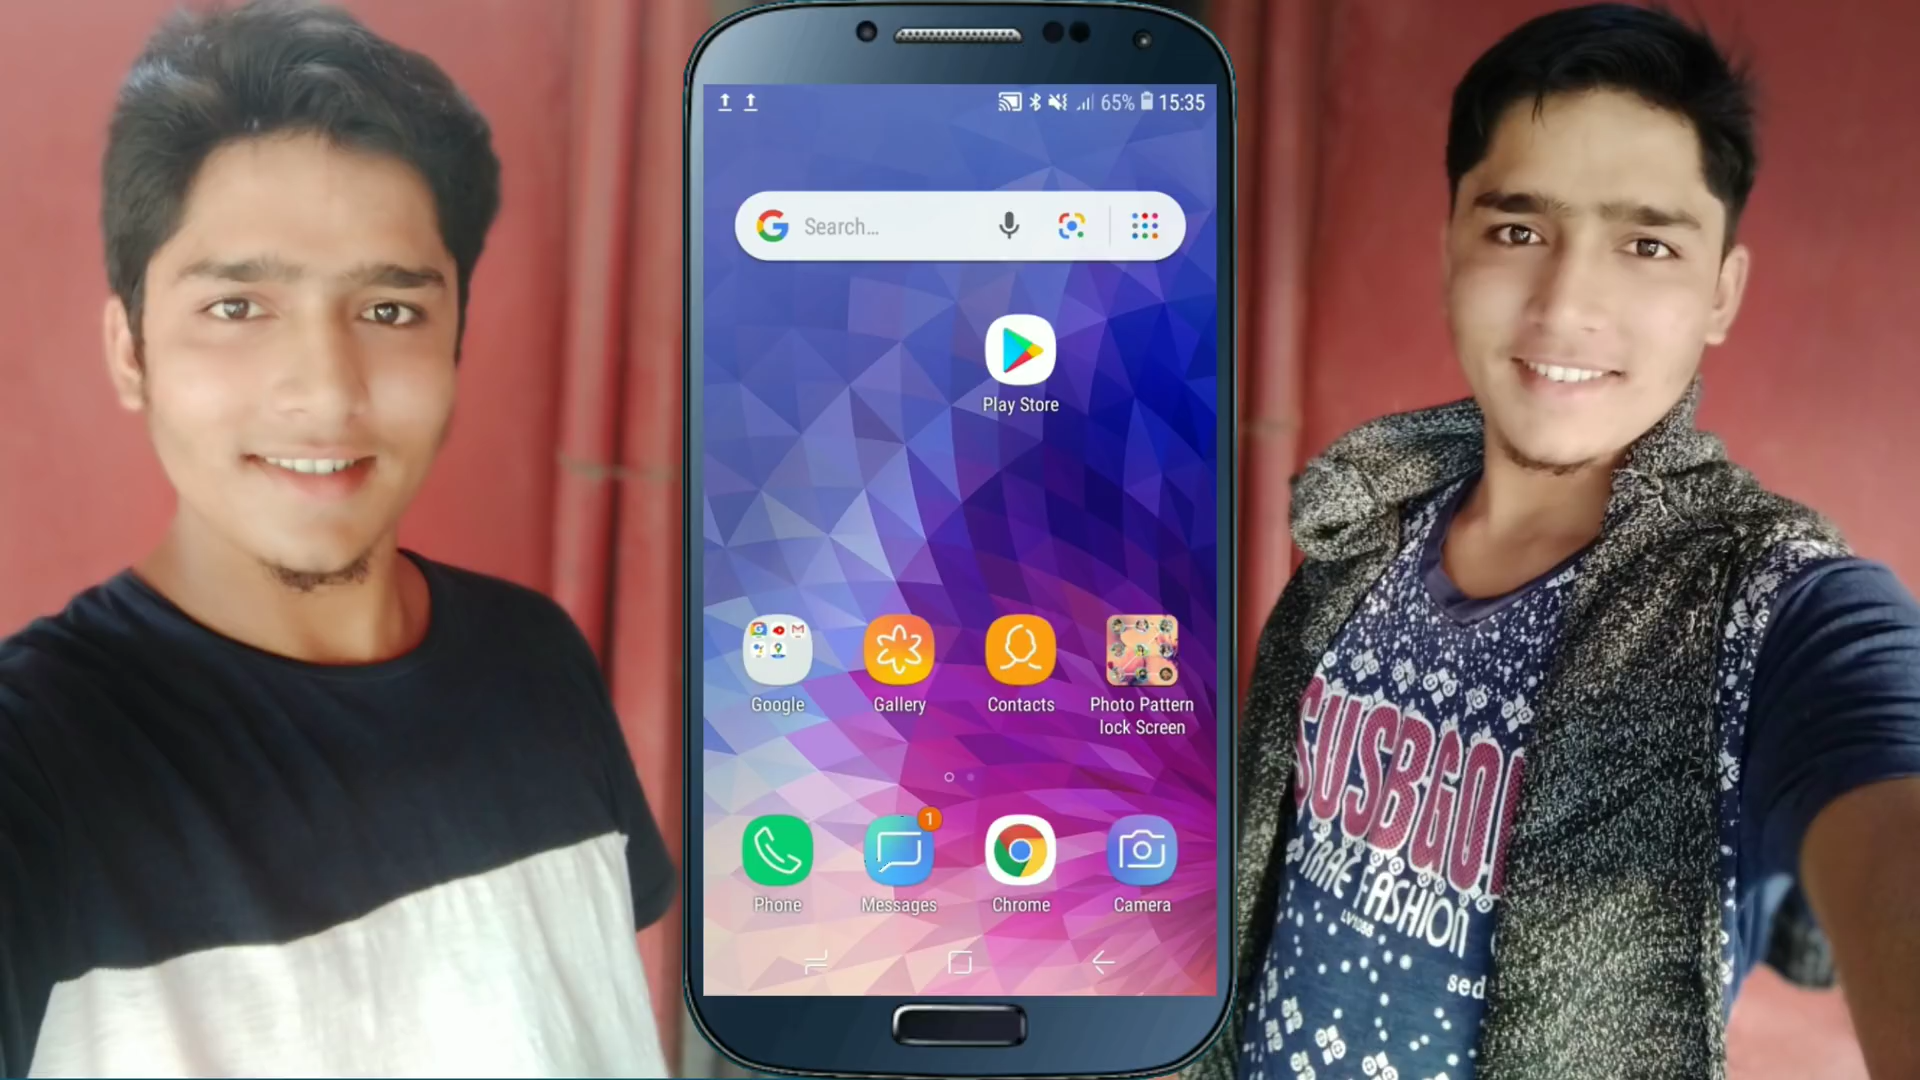 65% 15:35
Search...
Play Store
Google
Gallery
Contacts
Photo Pattern
lock Screen
1
Phone
Messages
Chrome
Camera
SUSBGO
TRAE FASHION
LV1088
sed